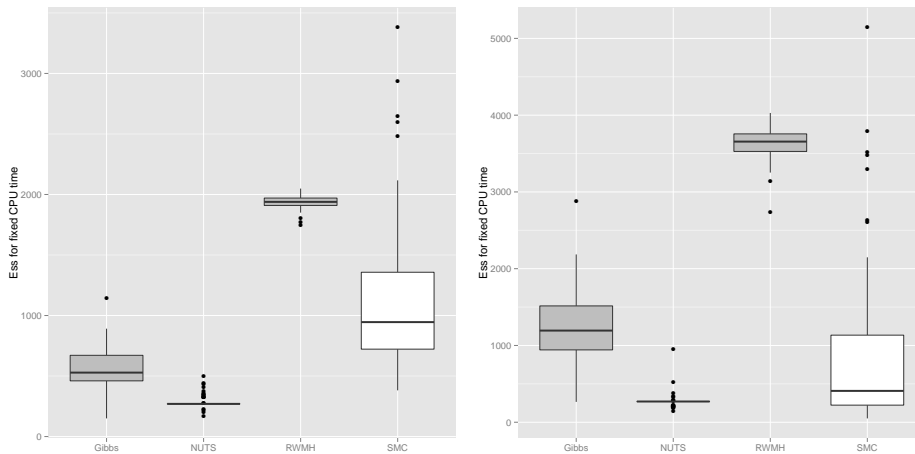 Ess for fixed CPU time
3000
2000
1000
0
Gibbs NUTS RWMH SMC
Ess for fixed CPU time
5000
4000
3000
2000
1000
0
Gibbs NUTS RWMH SMC